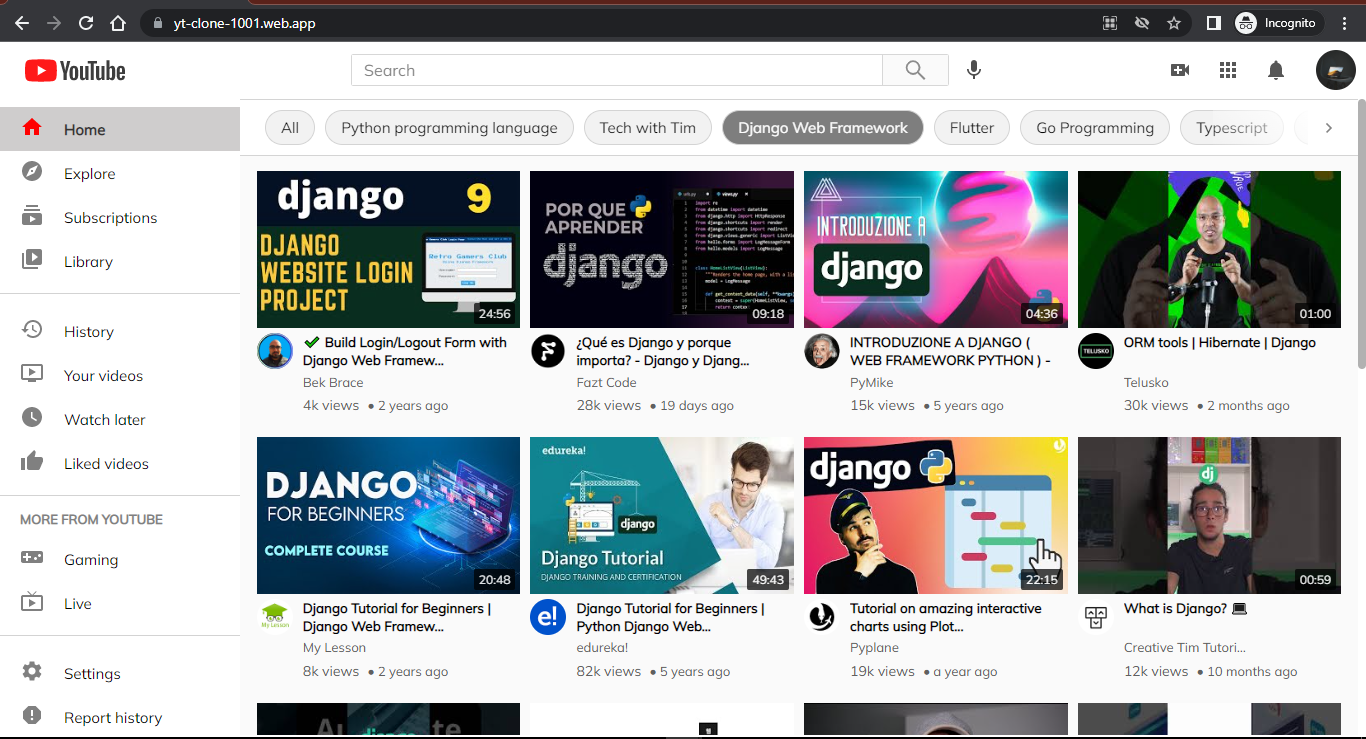 yt-clone-1001.web.app
Incognito
YouTube
Search
Home
Explore
Subscriptions
Library
History
Your videos
Watch later
Liked videos
MORE FROM YOUTUBE
Gaming
Live
Settings
Report history
All
Python programming language
Tech with Tim
Django Web Framework
Flutter
Go Programming
Typescript
django 9
DJANGO
WEBSITE LOGIN
PROJECT
Retro Gamers Club
24:56
✔ Build Login/Logout Form with
Django Web Framew...
Bek Brace
4k views • 2 years ago
POR QUE
APRENDER
django
views.py
09:18
¿Qué es Django y porque
importa? - Django y Djang...
Fazt Code
28k views • 19 days ago
INTRODUZIONE A
django
04:36
INTRODUZIONE A DJANGO (
WEB FRAMEWORK PYTHON ) -
PyMike
15k views • 5 years ago
01:00
TELUSKO
ORM tools | Hibernate | Django
Telusko
30k views • 2 months ago
DJANGO
FOR BEGINNERS
COMPLETE COURSE
20:48
My Lesson
Django Tutorial for Beginners |
Django Web Framew...
My Lesson
8k views • 2 years ago
edureka!
django
Django Tutorial
DJANGO TRAINING AND CERTIFICATION
49:43
e!
Django Tutorial for Beginners |
Python Django Web...
edureka!
82k views • 5 years ago
django
22:15
Tutorial on amazing interactive
charts using Plot...
Pyplane
19k views • a year ago
dj
00:59
What is Django? 💻
Creative Tim Tutori...
12k views • 10 months ago